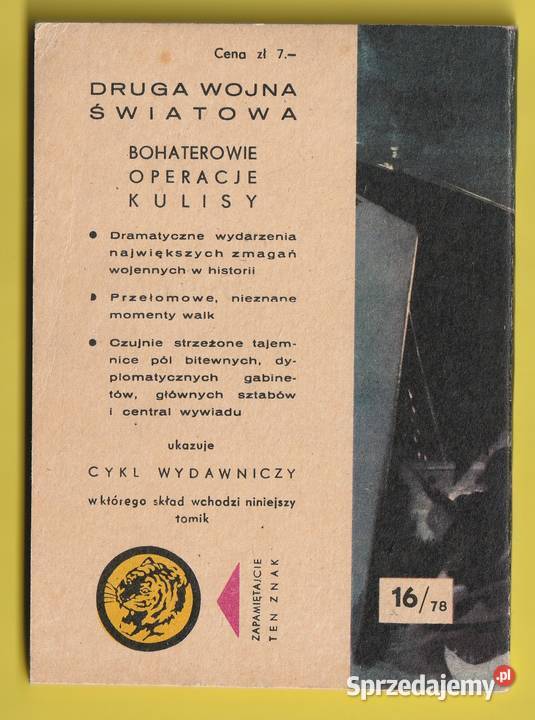 Cena zł 7.—
DRUGA WOJNA
ŚWIATOWA
BOHATEROWIE
OPERACJE
KULISY
Dramatyczne wydarzenia
największych zmagań
wojennych w historii
Przełomowe, nieznane
momenty walk
Czujnie strzeżone tajem-
nice pól bitewnych, dy-
plomatycznych gabine-
tów, głównych sztabów
i central wywiadu
ukazuje
CYKL WYDAWNICZY
w którego skład wchodzi niniejszy
tomik
ZAPAMIĘTAJCIE
TEN ZNAK
16/78
Sprzedajemy.pl